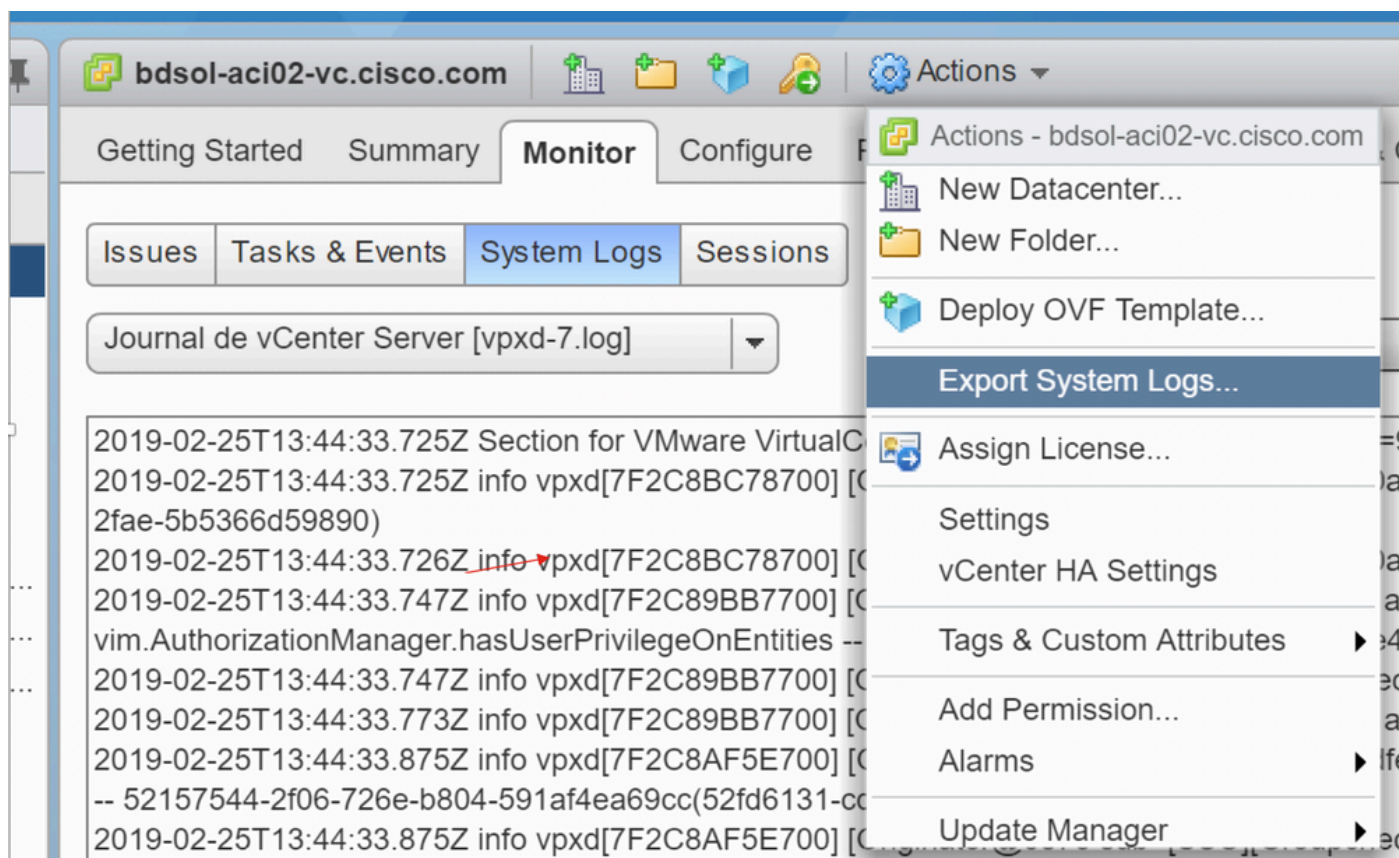 bdsol-aci02-vc.cisco.com
Actions
Getting Started Summary Monitor Configure
Issues Tasks & Events System Logs Sessions
Journal de vCenter Server [vpxd-7.log]
2019-02-25T13:44:33.725Z Section for VMware
2019-02-25T13:44:33.725Z info vpxd[7F2C8BC78700]
2fae-5b5366d59890)
2019-02-25T13:44:33.726Z info vpxd[7F2C8BC78700]
2019-02-25T13:44:33.747Z info vpxd[7F2C89BB7700]
vim.AuthorizationManager.hasUserPrivilegeOnEntities --
2019-02-25T13:44:33.747Z info vpxd[7F2C89BB7700]
2019-02-25T13:44:33.773Z info vpxd[7F2C89BB7700]
2019-02-25T13:44:33.875Z info vpxd[7F2C8AF5E700]
-- 52157544-2f06-726e-b804-591af4ea69cc(52fd6131-
2019-02-25T13:44:33.875Z info vpxd[7F2C8AF5E700]
Actions - bdsol-aci02-vc.cisco.com
New Datacenter...
New Folder...
Deploy OVF Template...
Export System Logs...
Assign License...
Settings
vCenter HA Settings
Tags & Custom Attributes
Add Permission...
Alarms
Update Manager